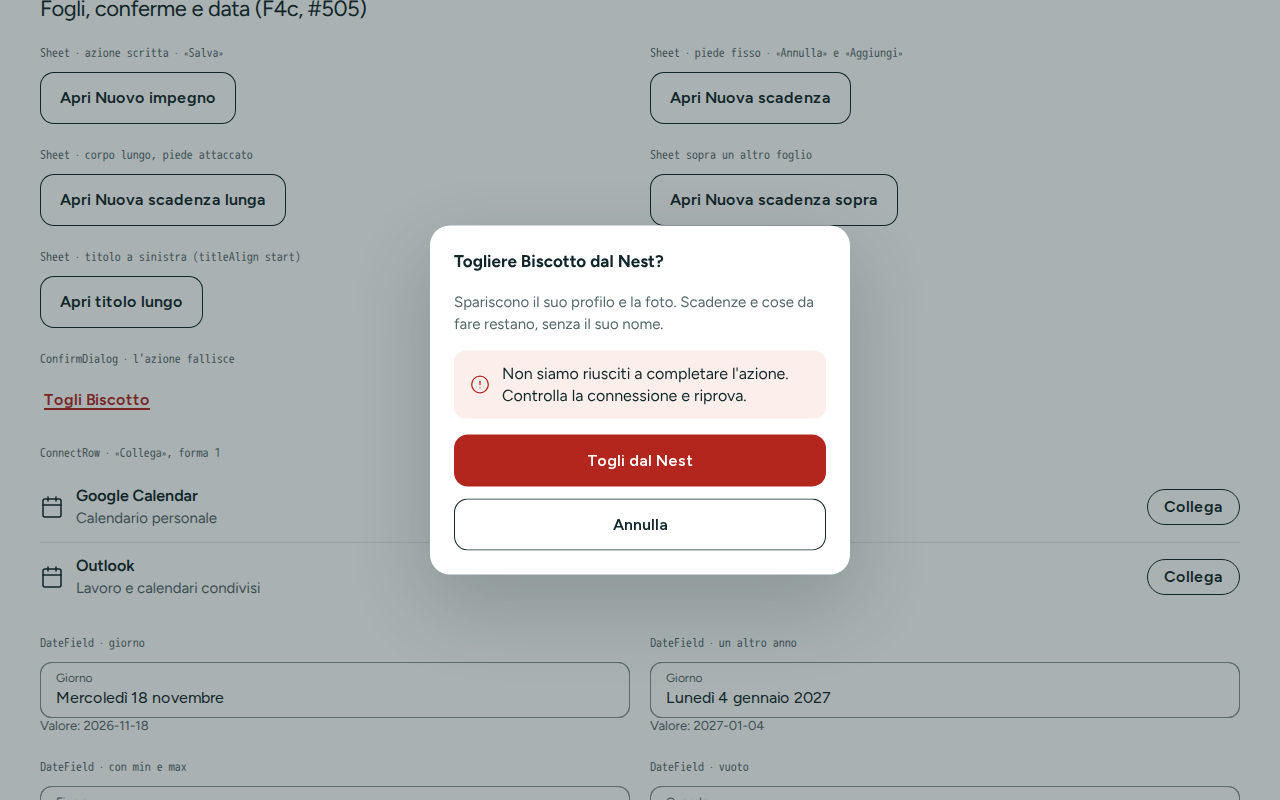 Fogli, conferme e data (F4c, #505)
Sheet · azione scritta · «Salva»
Sheet · piede fisso · «Annulla» e «Aggiungi»
Apri Nuovo impegno
Apri Nuova scadenza
Sheet · corpo lungo, piede attaccato
Sheet sopra un altro foglio
Apri Nuova scadenza lunga
Apri Nuova scadenza sopra
Sheet · titolo a sinistra (titleAlign start)
Apri titolo lungo
Togliere Biscotto dal Nest?
Spariscono il suo profilo e la foto. Scadenze e cose da
fare restano, senza il suo nome.
Non siamo riusciti a completare l'azione.
Controlla la connessione e riprova.
Togli dal Nest
Annulla
ConfirmDialog · l'azione fallisce
Togli Biscotto
ConnectRow · «Collega», forma 1
Google Calendar
Calendario personale
Collega
Outlook
Lavoro e calendari condivisi
Collega
DateField · giorno
DateField · un altro anno
Giorno
Mercoledì 18 novembre
Giorno
Lunedì 4 gennaio 2027
Valore: 2026-11-18
Valore: 2027-01-04
DateField · con min e max
DateField · vuoto